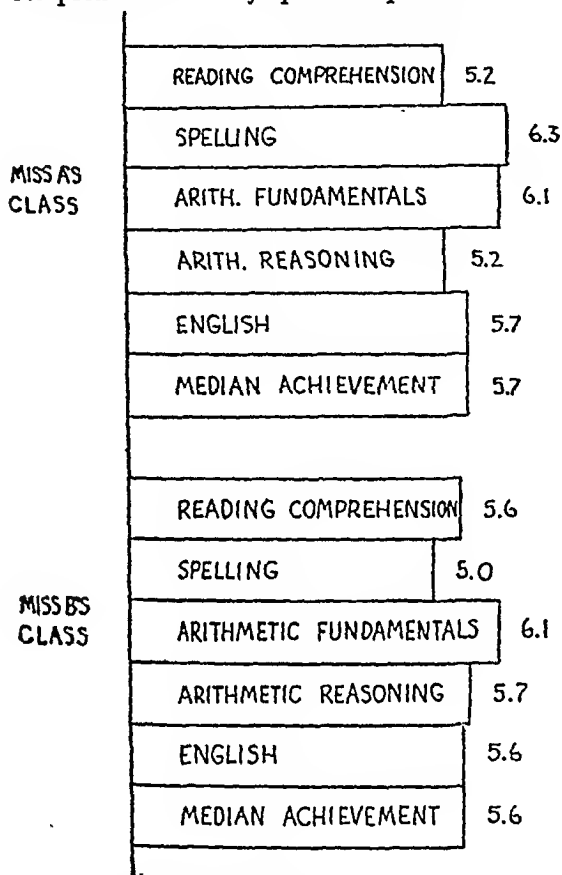 READING COMPREHENSION 5.2
SPELLING 6.3
MISS A'S
CLASS
ARITH. FUNDAMENTALS 6.1
ARITH. REASONING 5.2
ENGLISH 5.7
MEDIAN ACHIEVEMENT 5.7
READING COMPREHENSION 5.6
SPELLING 5.0
MISS B'S
CLASS
ARITHMETIC FUNDAMENTALS 6.1
ARITHMETIC REASONING 5.7
ENGLISH 5.6
MEDIAN ACHIEVEMENT 5.6